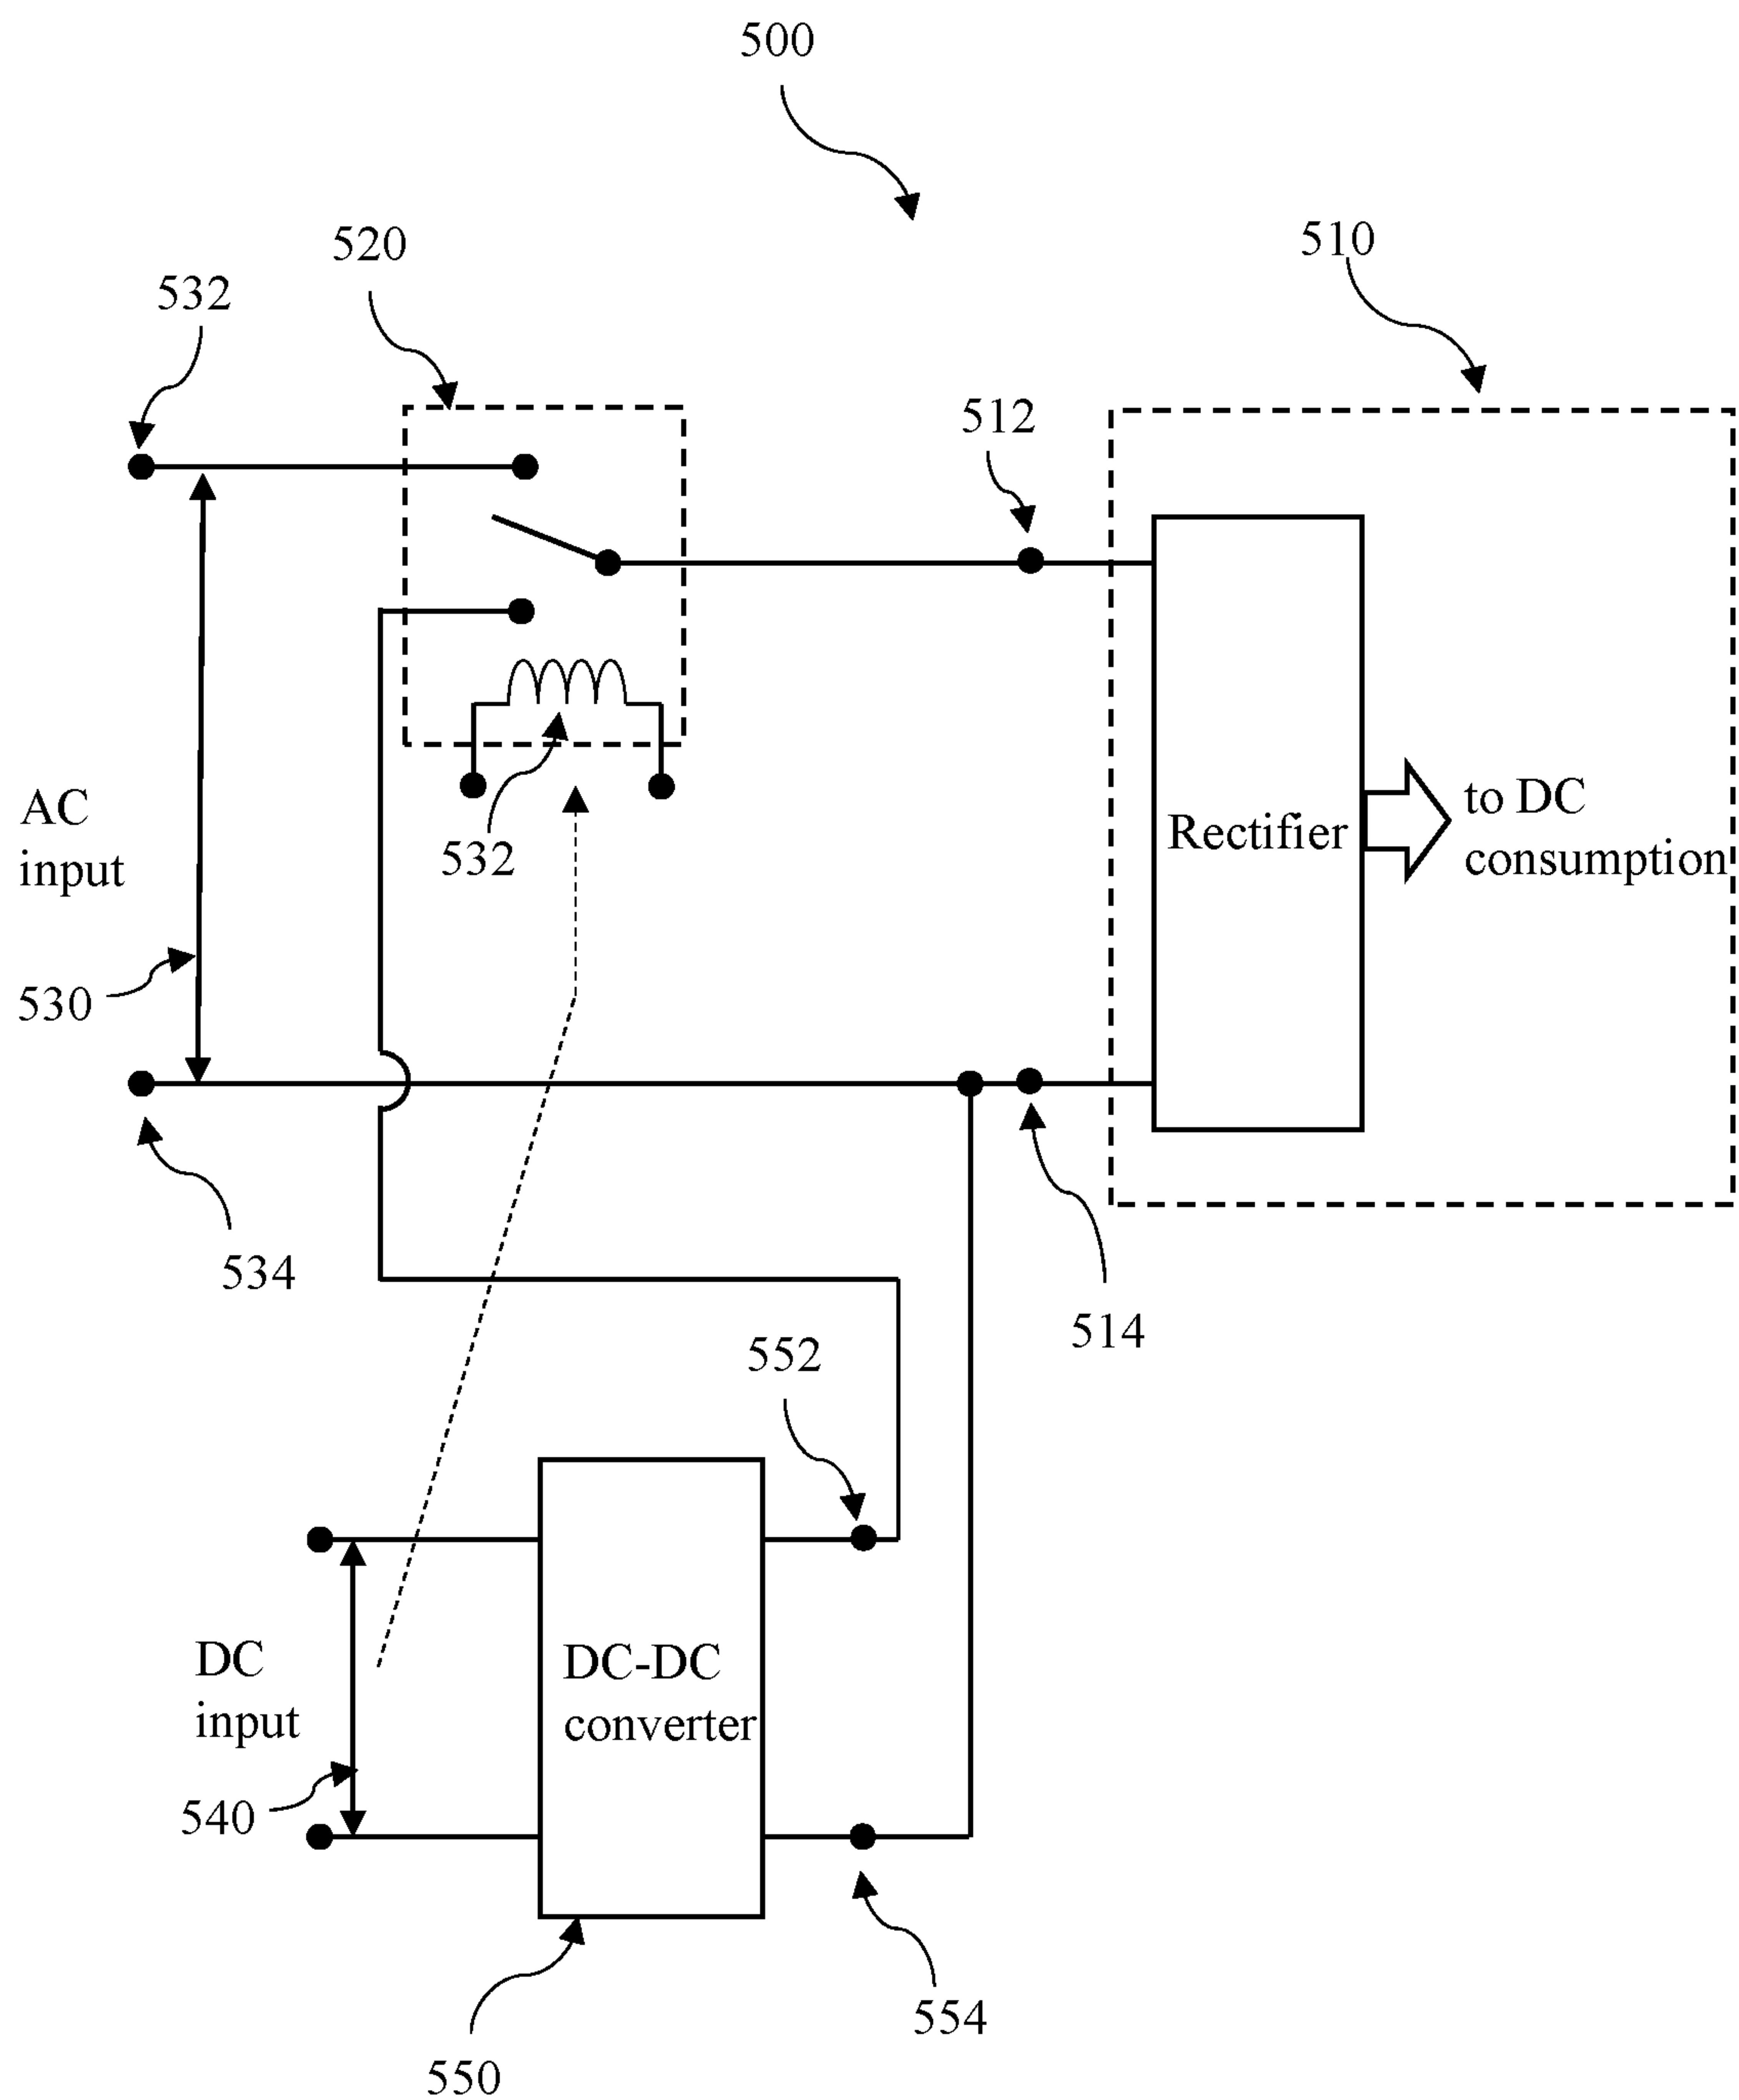 500
520
510
532
512
AC
input
532
Rectifier
to DC
consumption
530
534
514
552
DC
input
DC-DC
converter
540
554
550